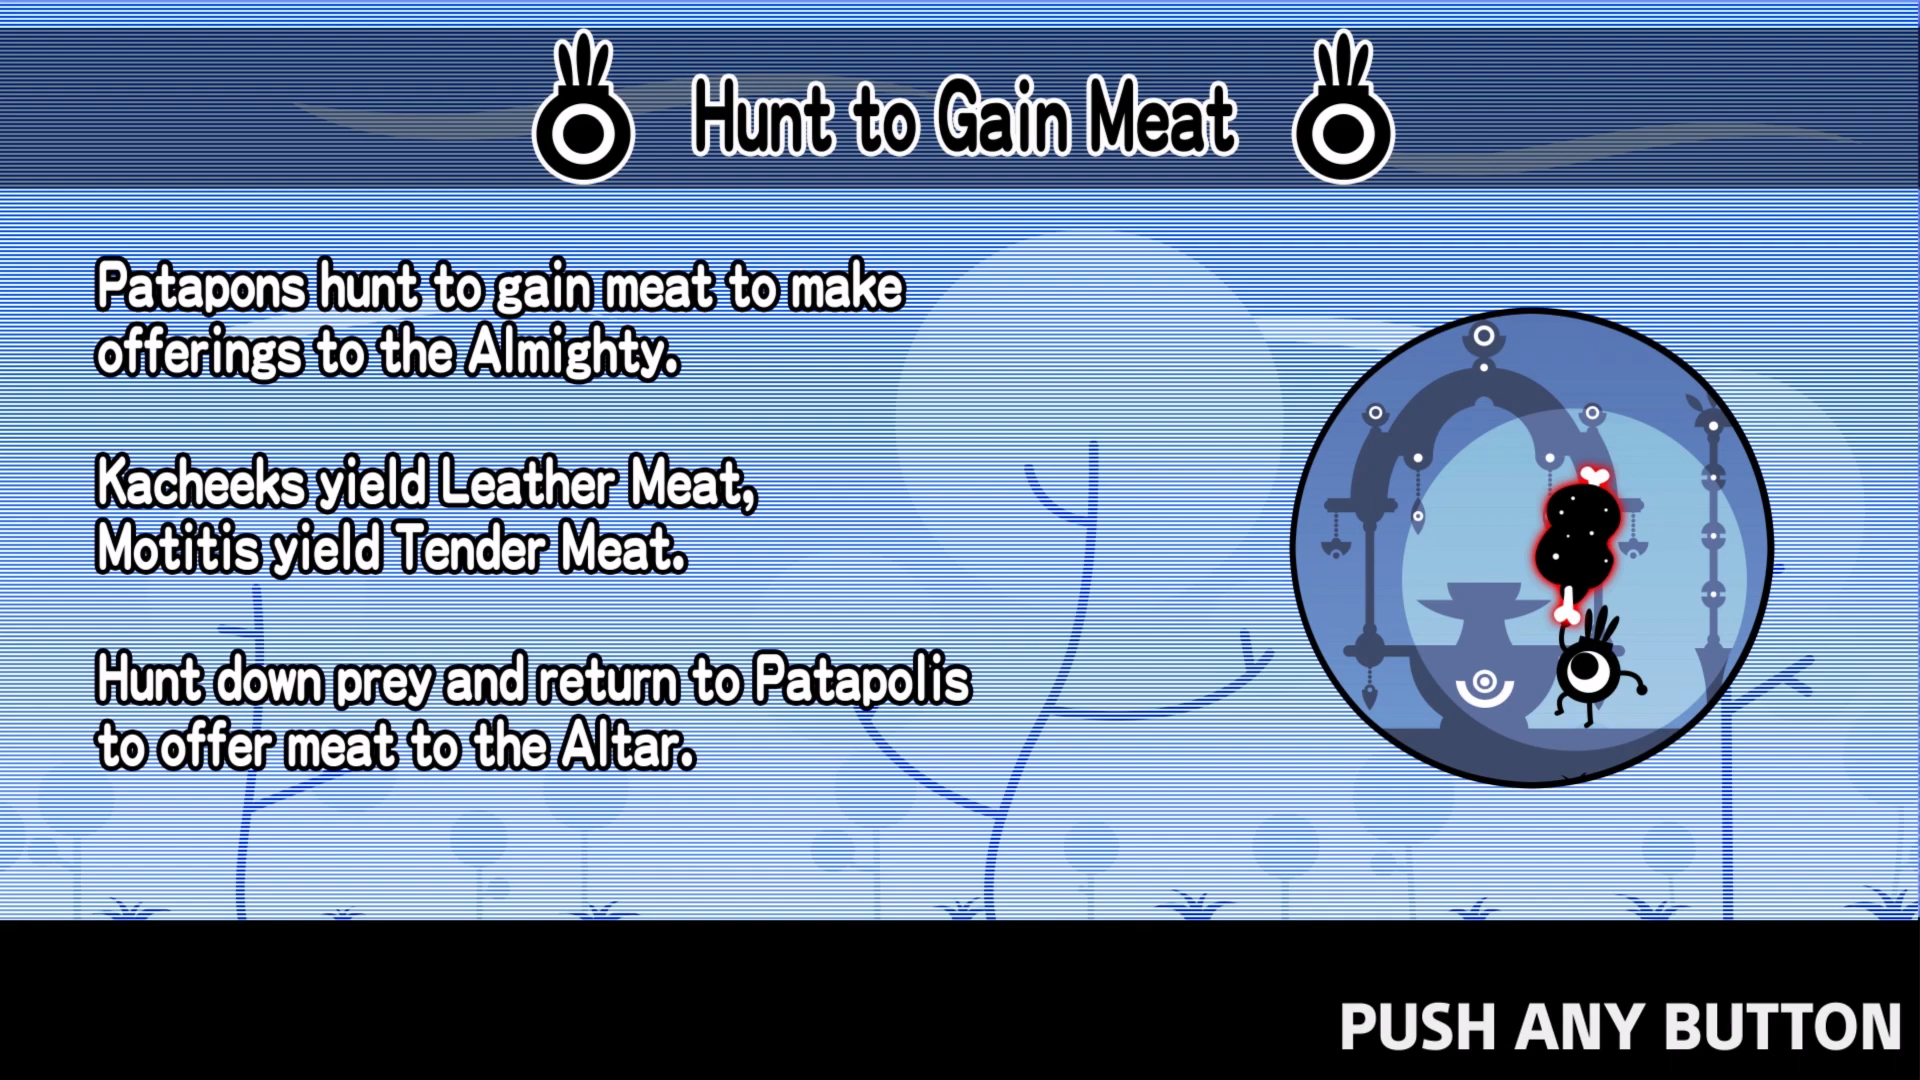 Hunt to Gain Meat
Patapons hunt to gain meat to make
offerings to the Almighty.
Kacheeks yield Leather Meat,
Motitis yield Tender Meat.
Hunt down prey and return to Patapolis
to offer meat to the Altar.
PUSH ANY BUTTON